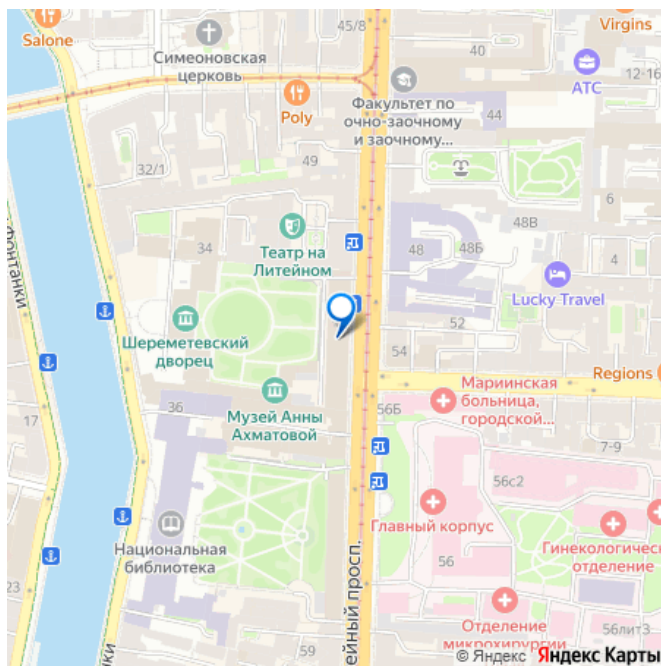 Salone
45/8
Симеоновская
церковь
40
Virgins
АТС
12-16
Poly
Факультет по
очно-заочному
и заочному...
44
49
32/1
6
Театр на
Литейном
34
48
48Б
48В
4
Lucky Travel
Фонтанки
Шереметевский
дворец
52
54
Regions
Музей Анны
Ахматовой
36
56Б
Мариинская
больница,
городской...
7-9
17
56с2
Главный корпус
Национальная
библиотека
56
Гинекологическ
отделение
23
ейный просп.
Отделение
микрохирургии
56лит3
59
нки
© Яндекс Яндекс Карты